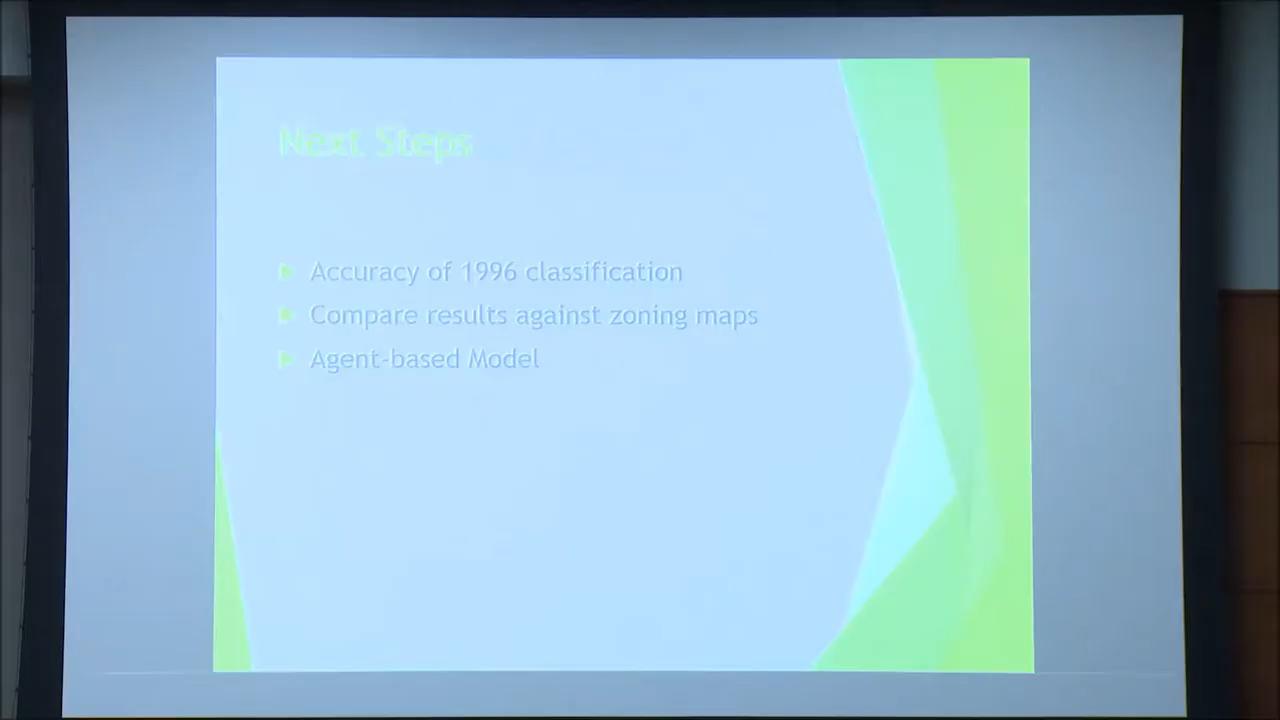 Next Steps
Accuracy of 1996 classification
Compare results against zoning maps
Agent-based Model